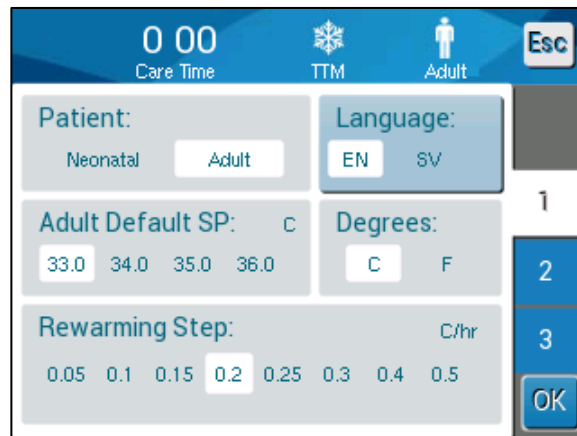 0 00
Care Time
TTM
Adult
Esc
Patient:
Neonatal Adult
Language:
EN SV
Adult Default SP: C
33.0 34.0 35.0 36.0
Degrees:
C F
Rewarming Step: C/hr
0.05 0.1 0.15 0.2 0.25 0.3 0.4 0.5
1
2
3
OK